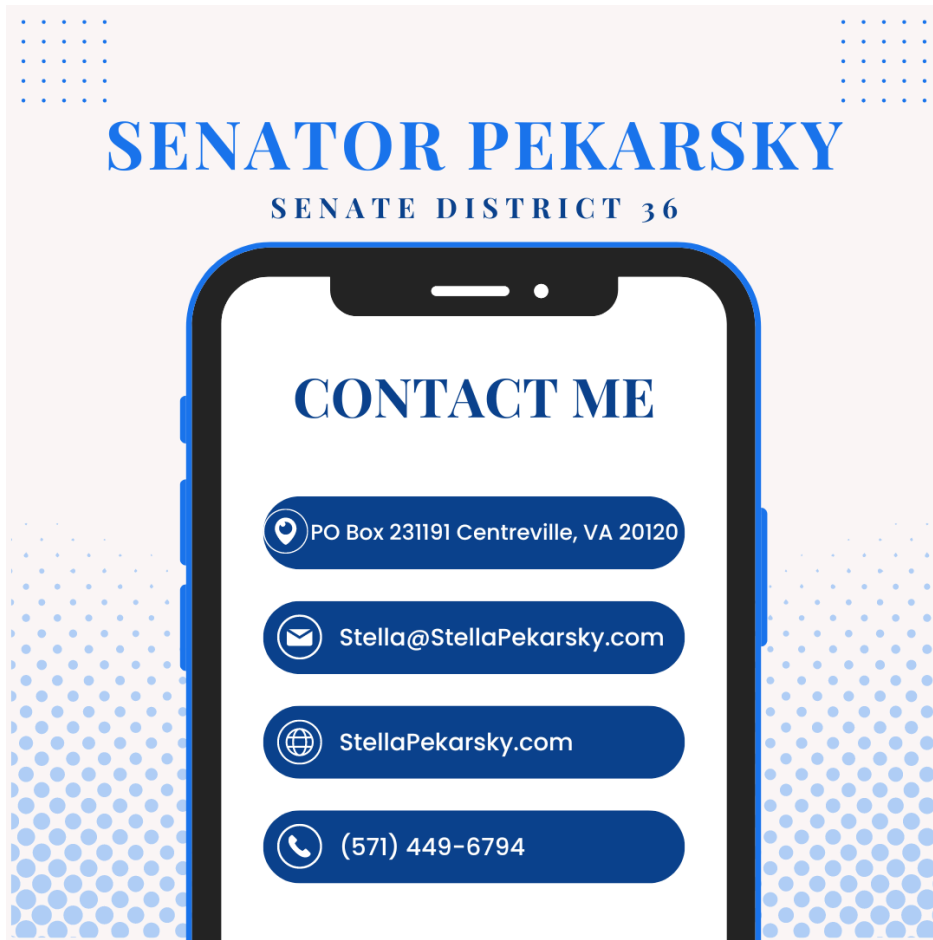 SENATOR PEKARSKY
SENATE DISTRICT 36
CONTACT ME
PO Box 231191 Centreville, VA 20120
Stella@StellaPekarsky.com
StellaPekarsky.com
(571) 449-6794